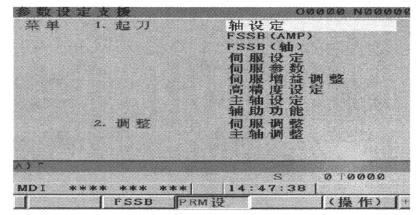 参数设定支援 O0000 N00000
菜单 1. 起刀 轴设定
FSSB(AMP)
FSSB(轴)
伺服设定
伺服参数
伺服增益调整
高精度设定
主轴设定
辅助功能
2. 调整 伺服调整
主轴调整
A)^
S 0 T0000
MDI **** *** *** 14:47:38
FSSB PRM设 (操作) +